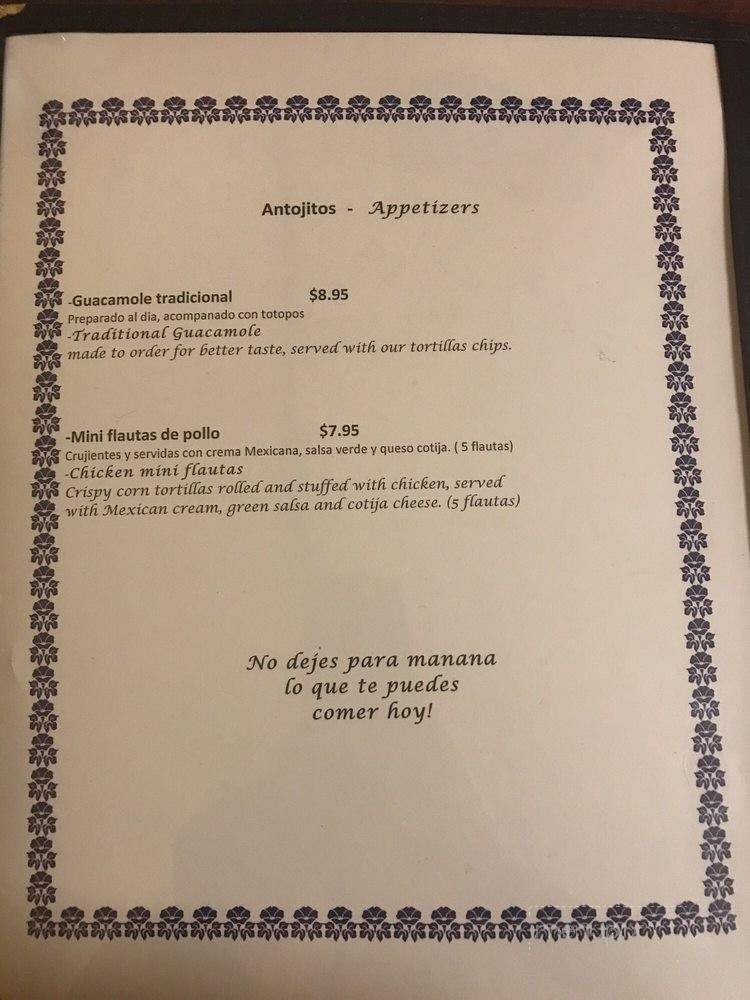 Antojitos - Appetizers
-Guacamole tradicional $8.95
Preparado al dia, acompanado con totopos
-Traditional Guacamole
made to order for better taste, served with our tortillas chips.
-Mini flautas de pollo $7.95
Crujientes y servidas con crema Mexicana, salsa verde y queso cotija. ( 5 flautas)
-Chicken mini flautas
Crispy corn tortillas rolled and stuffed with chicken, served
with Mexican cream, green salsa and cotija cheese. (5 flautas)
No dejes para manana
lo que te puedes
comer hoy!